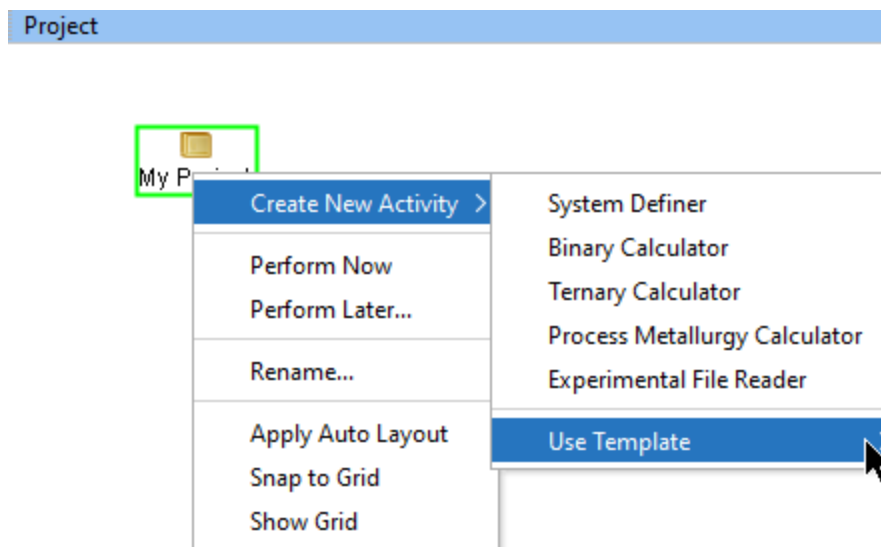 Project
My
Create New Activity
Perform Now
Perform Later...
Rename...
Apply Auto Layout
Snap to Grid
Show Grid
System Definer
Binary Calculator
Ternary Calculator
Process Metallurgy Calculator
Experimental File Reader
Use Template